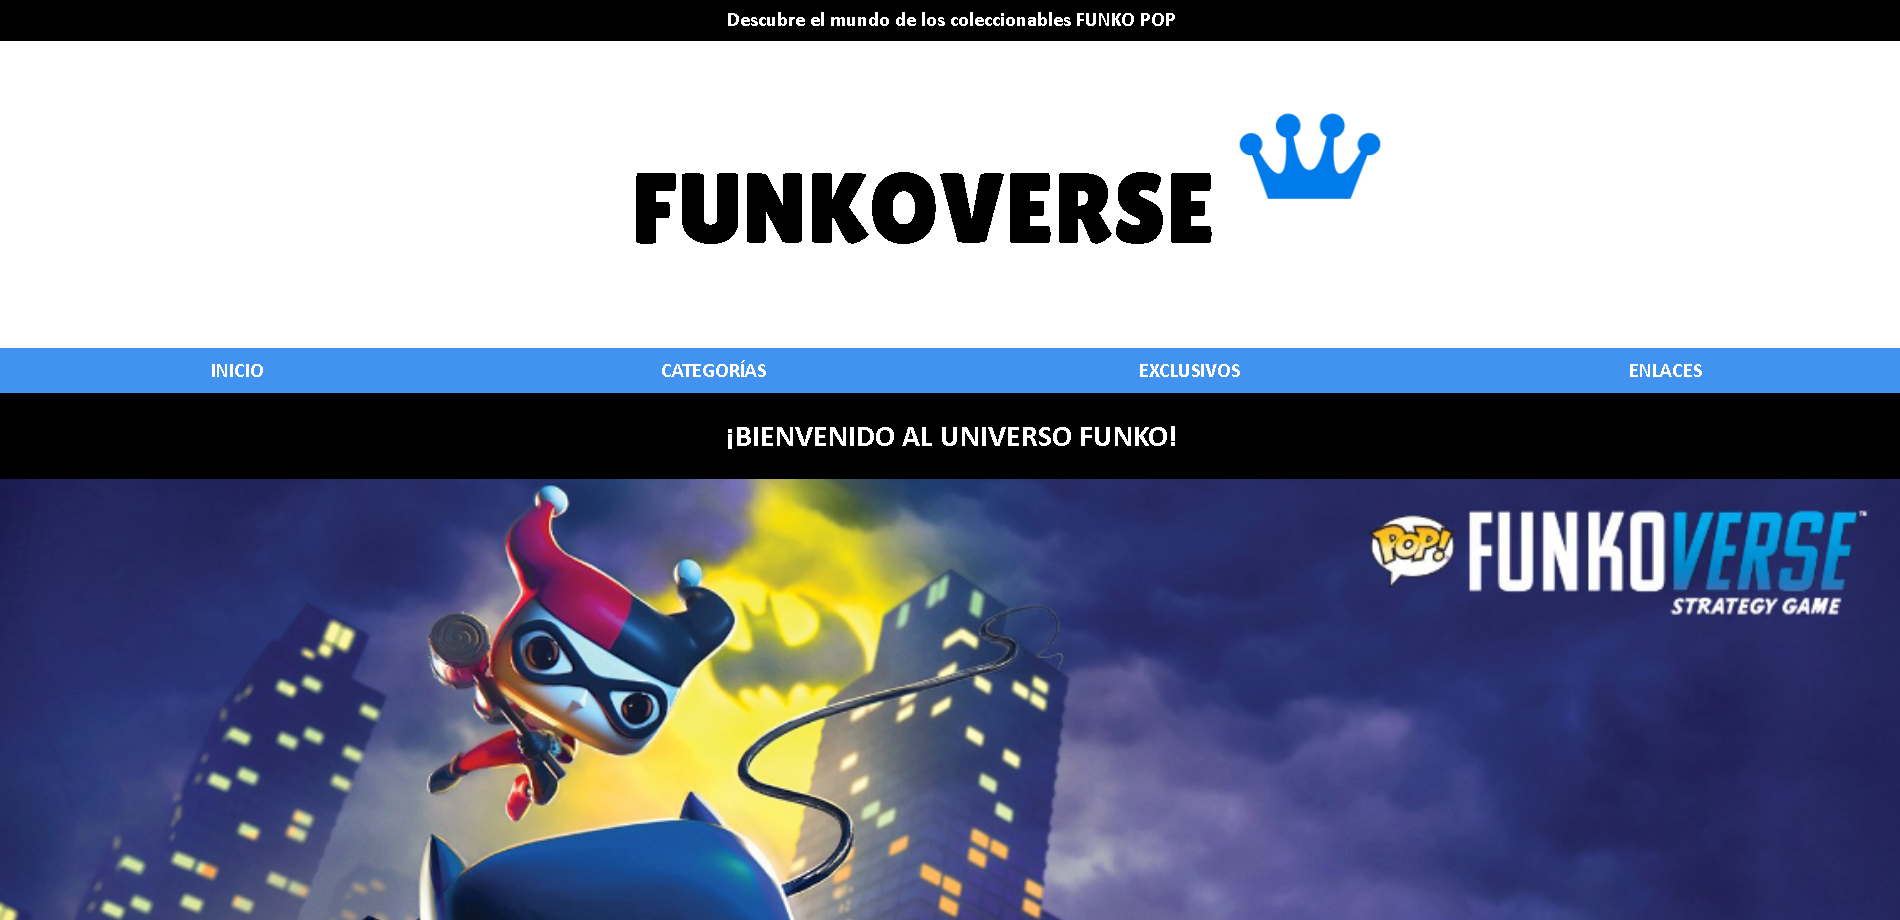 Descubre el mundo de los coleccionables FUNKO POP
FUNKOVERSE
INICIO
CATEGORÍAS
EXCLUSIVOS
ENLACES
¡BIENVENIDO AL UNIVERSO FUNKO!
POP! FUNKOVERSE™
STRATEGY GAME